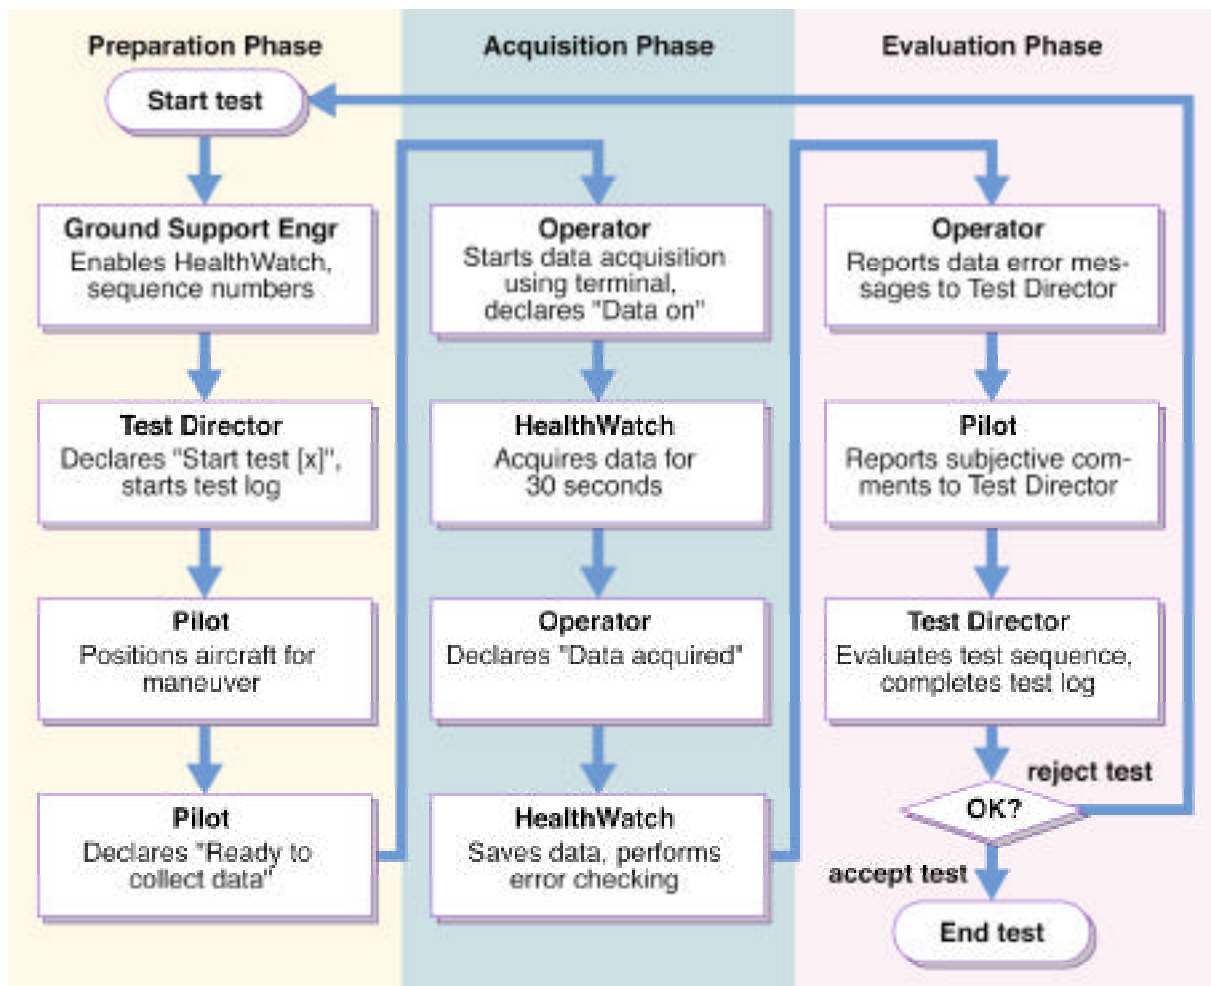 Preparation Phase
Start test
Ground Support Engr
Enables HealthWatch,
sequence numbers
Test Director
Declares "Start test [x]",
starts test log
Pilot
Positions aircraft for
maneuver
Pilot
Declares "Ready to
collect data"
Acquisition Phase
Operator
Starts data acquisition
using terminal,
declares "Data on"
HealthWatch
Acquires data for
30 seconds
Operator
Declares "Data acquired"
HealthWatch
Saves data, performs
error checking
Evaluation Phase
Operator
Reports data error mes-
sages to Test Director
Pilot
Reports subjective com-
ments to Test Director
Test Director
Evaluates test sequence,
completes test log
reject test
OK?
accept test
End test